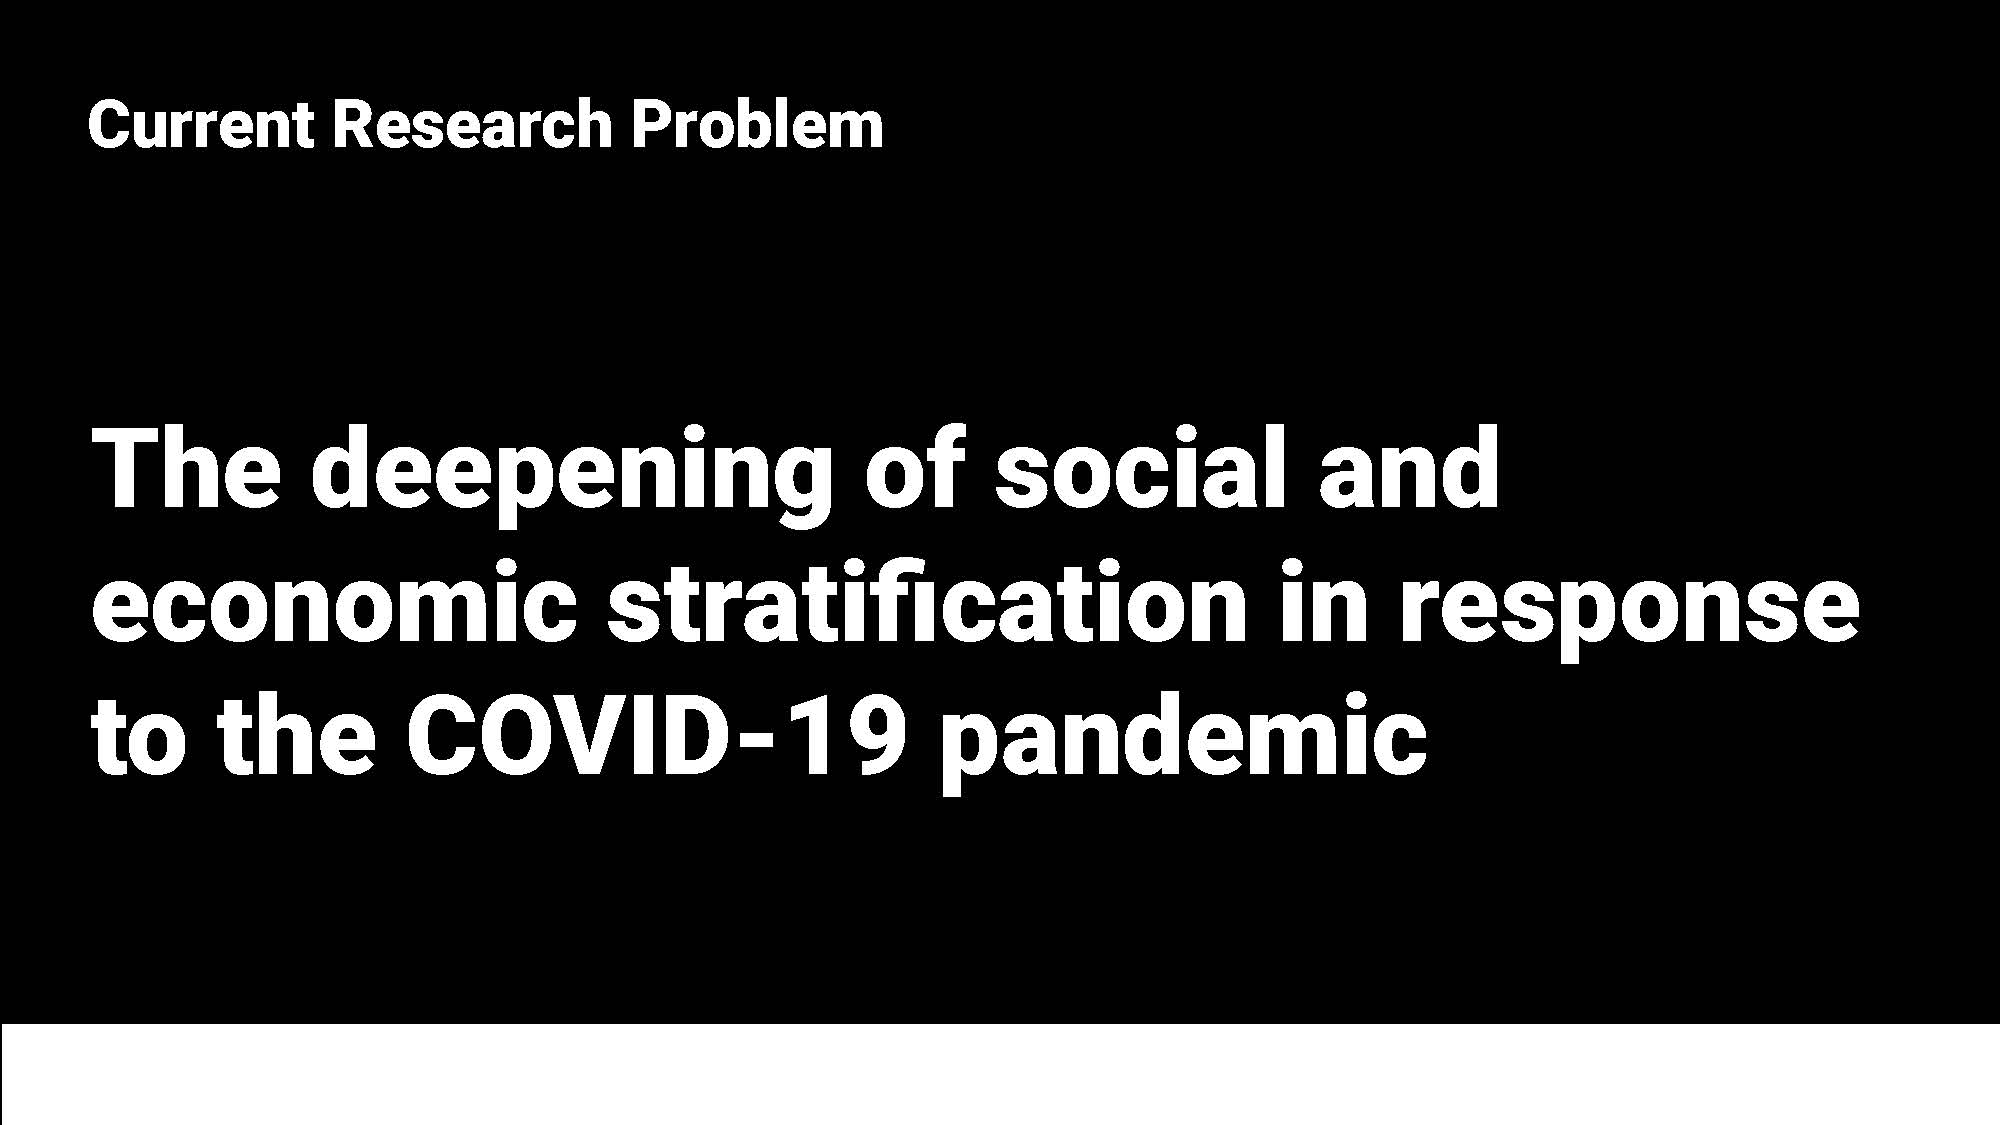 Current Research Problem
The deepening of social and
economic stratification in response
to the COVID-19 pandemic